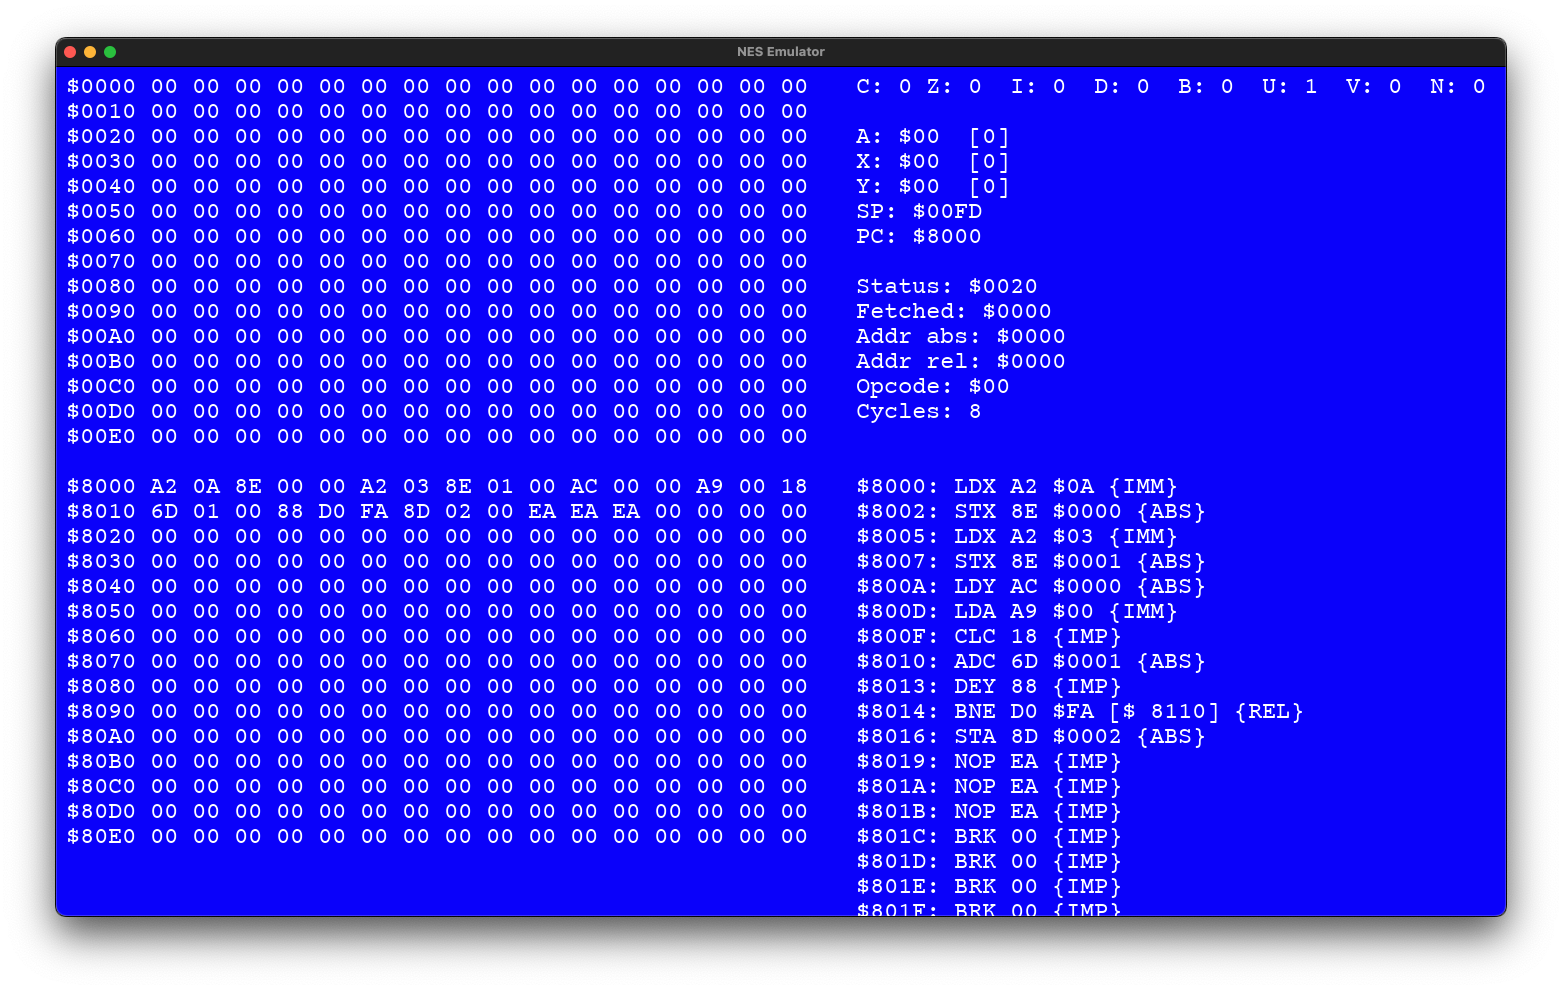 NES Emulator
$0000 00 00 00 00 00 00 00 00 00 00 00 00 00 00 00 00
$0010 00 00 00 00 00 00 00 00 00 00 00 00 00 00 00 00
$0020 00 00 00 00 00 00 00 00 00 00 00 00 00 00 00 00
$0030 00 00 00 00 00 00 00 00 00 00 00 00 00 00 00 00
$0040 00 00 00 00 00 00 00 00 00 00 00 00 00 00 00 00
$0050 00 00 00 00 00 00 00 00 00 00 00 00 00 00 00 00
$0060 00 00 00 00 00 00 00 00 00 00 00 00 00 00 00 00
$0070 00 00 00 00 00 00 00 00 00 00 00 00 00 00 00 00
$0080 00 00 00 00 00 00 00 00 00 00 00 00 00 00 00 00
$0090 00 00 00 00 00 00 00 00 00 00 00 00 00 00 00 00
$00A0 00 00 00 00 00 00 00 00 00 00 00 00 00 00 00 00
$00B0 00 00 00 00 00 00 00 00 00 00 00 00 00 00 00 00
$00C0 00 00 00 00 00 00 00 00 00 00 00 00 00 00 00 00
$00D0 00 00 00 00 00 00 00 00 00 00 00 00 00 00 00 00
$00E0 00 00 00 00 00 00 00 00 00 00 00 00 00 00 00 00
$8000 A2 0A 8E 00 00 A2 03 8E 01 00 AC 00 00 A9 00 18
$8010 6D 01 00 88 D0 FA 8D 02 00 EA EA EA 00 00 00 00
$8020 00 00 00 00 00 00 00 00 00 00 00 00 00 00 00 00
$8030 00 00 00 00 00 00 00 00 00 00 00 00 00 00 00 00
$8040 00 00 00 00 00 00 00 00 00 00 00 00 00 00 00 00
$8050 00 00 00 00 00 00 00 00 00 00 00 00 00 00 00 00
$8060 00 00 00 00 00 00 00 00 00 00 00 00 00 00 00 00
$8070 00 00 00 00 00 00 00 00 00 00 00 00 00 00 00 00
$8080 00 00 00 00 00 00 00 00 00 00 00 00 00 00 00 00
$8090 00 00 00 00 00 00 00 00 00 00 00 00 00 00 00 00
$80A0 00 00 00 00 00 00 00 00 00 00 00 00 00 00 00 00
$80B0 00 00 00 00 00 00 00 00 00 00 00 00 00 00 00 00
$80C0 00 00 00 00 00 00 00 00 00 00 00 00 00 00 00 00
$80D0 00 00 00 00 00 00 00 00 00 00 00 00 00 00 00 00
$80E0 00 00 00 00 00 00 00 00 00 00 00 00 00 00 00 00
C: 0 Z: 0  I: 0  D: 0  B: 0  U: 1  V: 0  N: 0
A: $00  [0]
X: $00  [0]
Y: $00  [0]
SP: $00FD
PC: $8000
Status: $0020
Fetched: $0000
Addr abs: $0000
Addr rel: $0000
Opcode: $00
Cycles: 8
$8000: LDX A2 $0A {IMM}
$8002: STX 8E $0000 {ABS}
$8005: LDX A2 $03 {IMM}
$8007: STX 8E $0001 {ABS}
$800A: LDY AC $0000 {ABS}
$800D: LDA A9 $00 {IMM}
$800F: CLC 18 {IMP}
$8010: ADC 6D $0001 {ABS}
$8013: DEY 88 {IMP}
$8014: BNE D0 $FA [$ 8110] {REL}
$8016: STA 8D $0002 {ABS}
$8019: NOP EA {IMP}
$801A: NOP EA {IMP}
$801B: NOP EA {IMP}
$801C: BRK 00 {IMP}
$801D: BRK 00 {IMP}
$801E: BRK 00 {IMP}
$801F: BRK 00 {IMP}